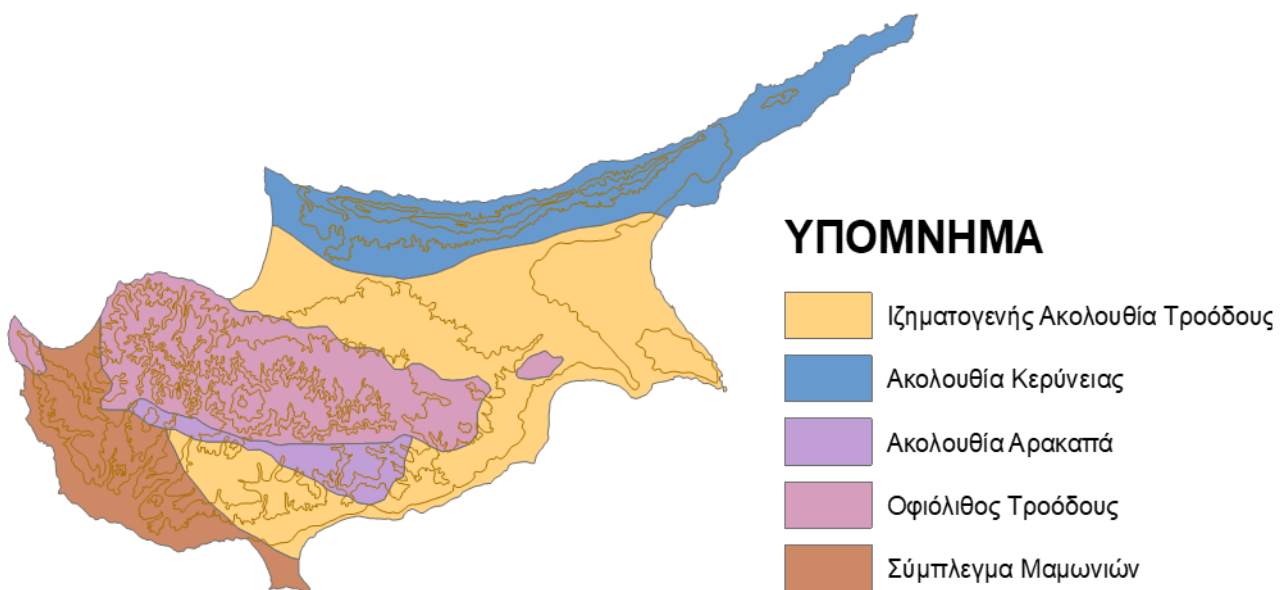 ΥΠΟΜΝΗΜΑ
Ιζηματογενής Ακολουθία Τροόδους
Ακολουθία Κερύνειας
Ακολουθία Αρακαπά
Οφιόλιθος Τροόδους
Σύμπλεγμα Μαμωνιών